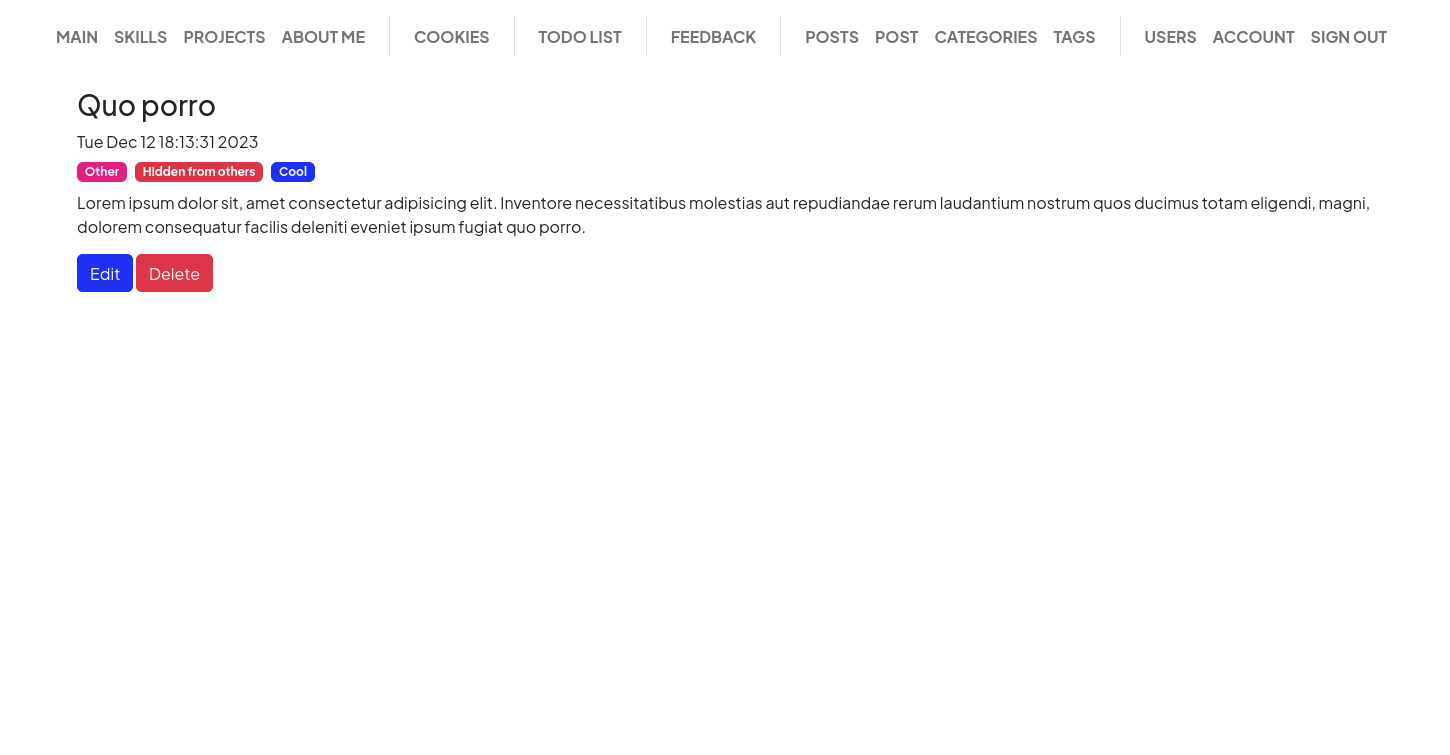 MAIN SKILLS PROJECTS ABOUT ME COOKIES TODO LIST FEEDBACK POSTS POST CATEGORIES TAGS USERS ACCOUNT SIGN OUT
Quo porro
Tue Dec 12 18:13:31 2023
Other Hidden from others Cool
Lorem ipsum dolor sit, amet consectetur adipisicing elit. Inventore necessitatibus molestias aut repudiandae rerum laudantium nostrum quos ducimus totam eligendi, magni,
dolorem consequatur facilis deleniti eveniet ipsum fugiat quo porro.
Edit Delete